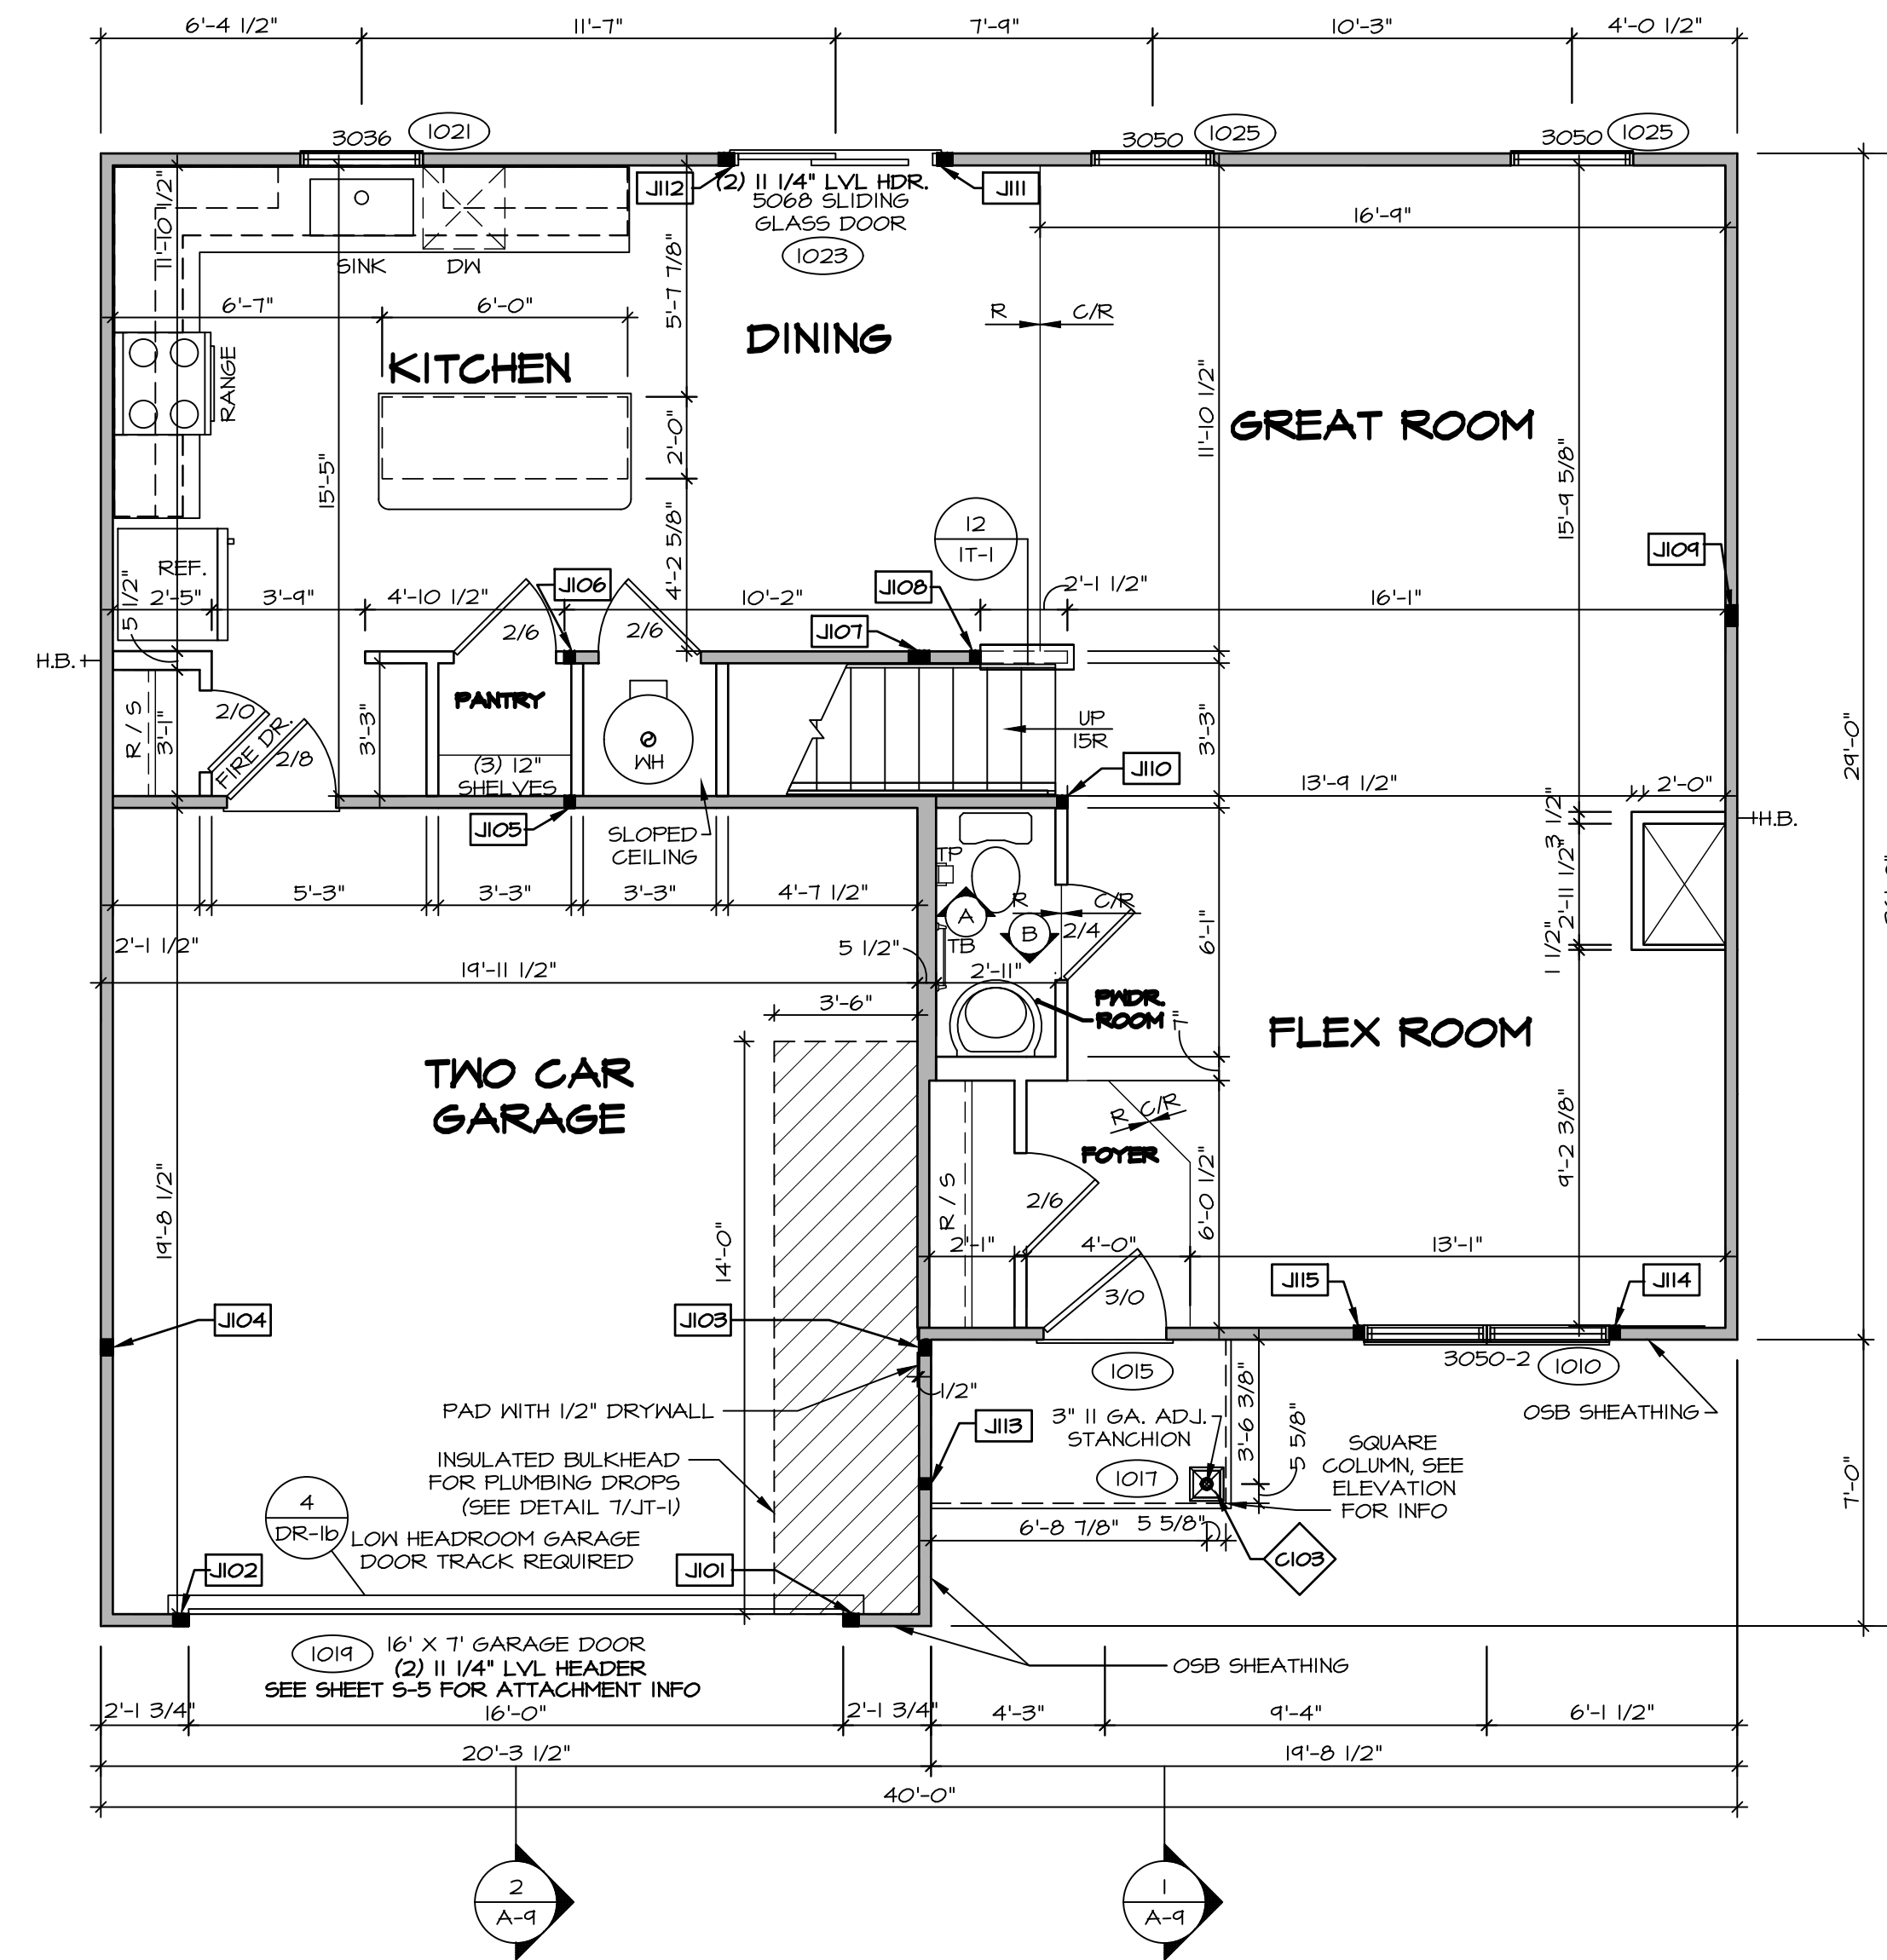 6'-4 1/2" 11'-7" 7'-9" 10'-3" 4'-0 1/2"
3036 1021 3050 1025 3050 1025
J112 (2) 11 1/4" LVL HDR. J111
5068 SLIDING
GLASS DOOR
1023
16'-9"
11'-10 1/2"
SINK DW
5'-7 7/8"
6'-7" 6'-0"
R C/R
DINING
KITCHEN
RANGE
GREAT ROOM
11'-10 1/2"
2'-0"
15'-5"
15'-9 5/8"
4'-2 5/8"
12
1T-1
J109
REF.
5 1/2"
2'-5" 3'-9" 4'-10 1/2" J106 10'-2" J108 2'-1 1/2" 16'-1"
2/6 2/6 J107
H.B.
PANTRY
R / S
3'-1"
2/0
FIRE DR.
2/8
3'-3"
WH
UP
15R
3'-3"
29'-0"
(3) 12"
SHELVES
J110
13'-9 1/2" 2'-0"
J105
SLOPED
CEILING
H.B.
3 1/2"
2'-11 1/2"
1 1/2"
TP
5'-3" 3'-3" 3'-3" 4'-7 1/2"
A
R C/R
B
2/4
TB
6'-1"
2'-1 1/2"
5 1/2"
19'-11 1/2" 2'-11"
3'-6"
PWDR.
ROOM
7"
FLEX ROOM
TWO CAR
GARAGE
R C/R
FOYER
9'-2 3/8"
19'-8 1/2"
14'-0"
R / S
2/6
6'-0 1/2"
2'-1" 4'-0" 13'-1"
3/0
J115 J114
J104 J103
1015
3050-2 1010
1/2"
PAD WITH 1/2" DRYWALL
J113
3" 11 GA. ADJ.
STANCHION
1017
3'-6 3/8"
5 5/8"
OSB SHEATHING
SQUARE
COLUMN, SEE
ELEVATION
FOR INFO
INSULATED BULKHEAD
FOR PLUMBING DROPS
(SEE DETAIL 7/JT-1)
7'-0"
4
DR-1b
LOW HEADROOM GARAGE
DOOR TRACK REQUIRED
6'-8 7/8" 5 5/8"
C103
J102 J101
1019
16' X 7' GARAGE DOOR
(2) 11 1/4" LVL HEADER
SEE SHEET S-5 FOR ATTACHMENT INFO
OSB SHEATHING
2'-1 3/4" 16'-0" 2'-1 3/4" 4'-3" 9'-4" 6'-1 1/2"
20'-3 1/2" 19'-8 1/2"
40'-0"
2
A-9
1
A-9